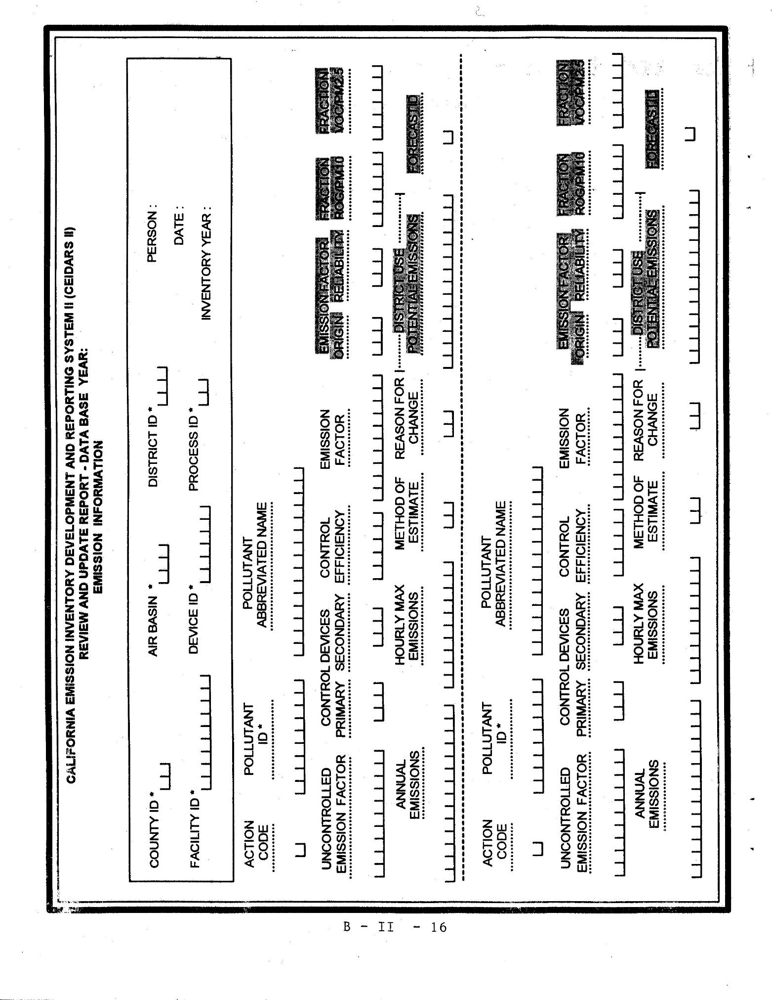 CALIFORNIA EMISSION INVENTORY DEVELOPMENT AND REPORTING SYSTEM II (CEIDARS II)
REVIEW AND UPDATE REPORT - DATA BASE YEAR:
EMISSION INFORMATION
COUNTY ID * AIR BASIN * DISTRICT ID * PERSON :
DATE :
FACILITY ID * DEVICE ID * PROCESS ID * INVENTORY YEAR :
ACTION POLLUTANT POLLUTANT
CODE ID * ABBREVIATED NAME
UNCONTROLLED CONTROL DEVICES CONTROL EMISSION EMISSION FACTOR FRACTION FRACTION
EMISSION FACTOR PRIMARY SECONDARY EFFICIENCY FACTOR ORIGIN RELIABILITY ROG/PM10 VOC/PM2.5
ANNUAL HOURLY MAX METHOD OF REASON FOR |........DISTRICT USE ............|
EMISSIONS EMISSIONS ESTIMATE CHANGE POTENTIAL EMISSIONS FORECAST ID
ACTION POLLUTANT POLLUTANT
CODE ID * ABBREVIATED NAME
UNCONTROLLED CONTROL DEVICES CONTROL EMISSION EMISSION FACTOR FRACTION FRACTION
EMISSION FACTOR PRIMARY SECONDARY EFFICIENCY FACTOR ORIGIN RELIABILITY ROG/PM10 VOC/PM2.5
ANNUAL HOURLY MAX METHOD OF REASON FOR |........DISTRICT USE ............|
EMISSIONS EMISSIONS ESTIMATE CHANGE POTENTIAL EMISSIONS FORECAST ID
B - II - 16